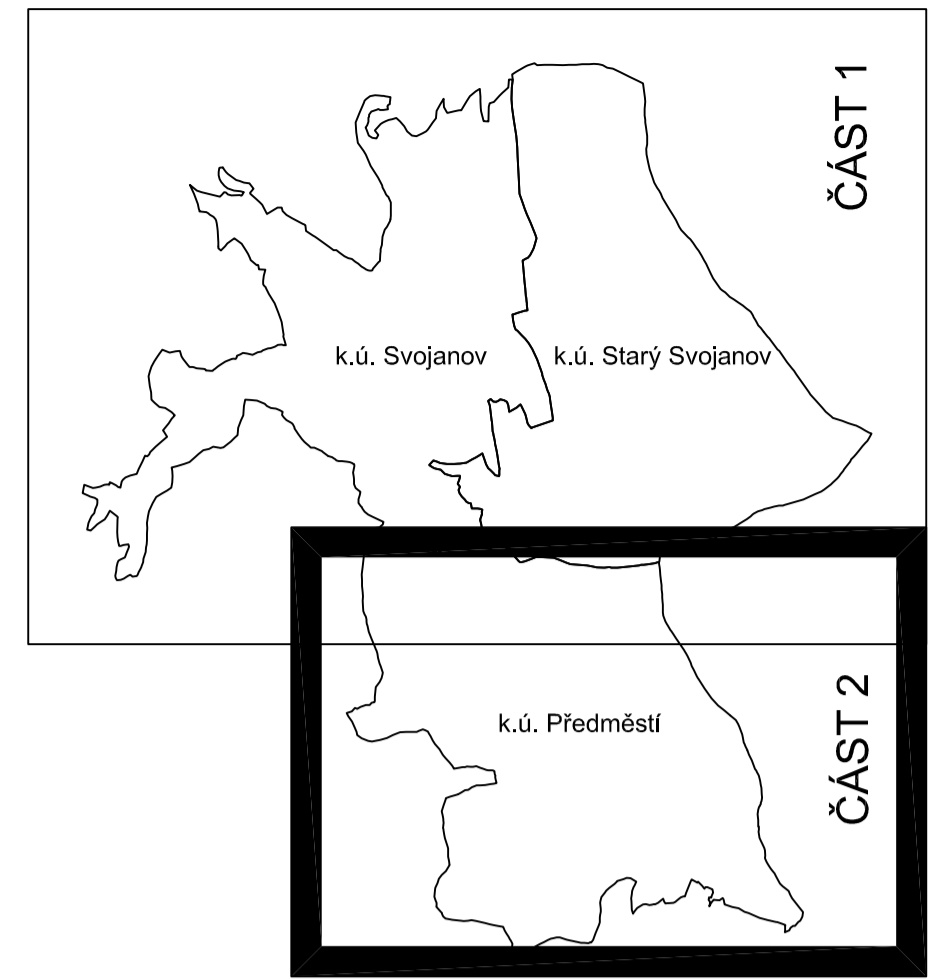 ČÁST 1
k.ú. Svojanov
k.ú. Starý Svojanov
k.ú. Předměstí
ČÁST 2